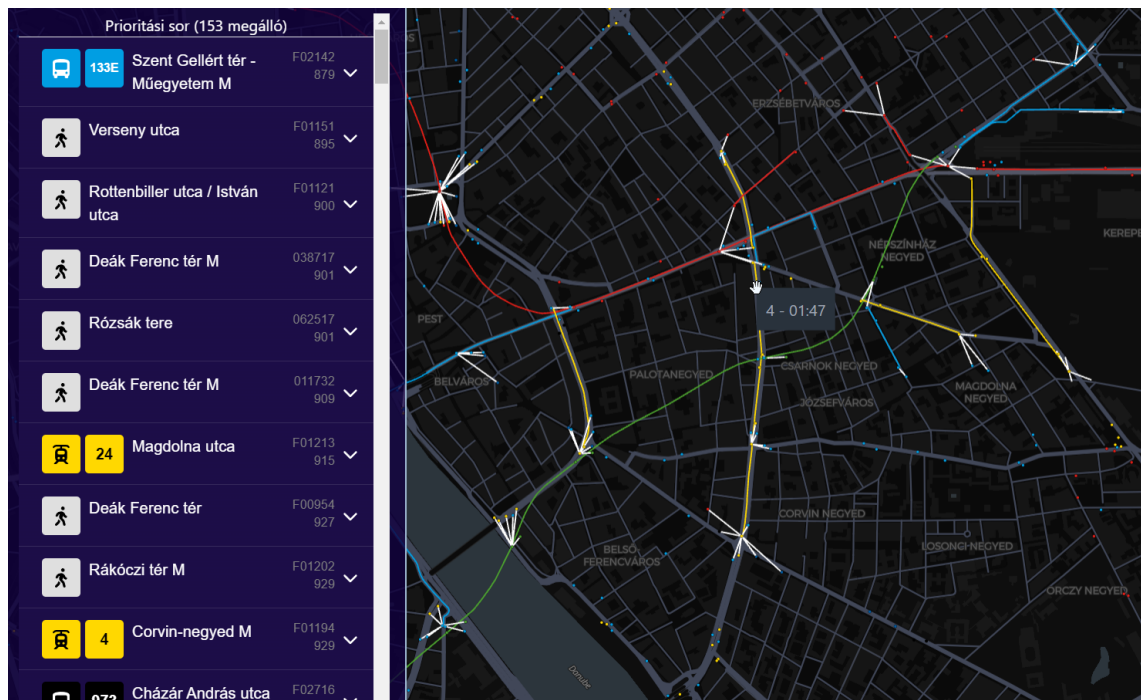 Prioritási sor (153 megálló)
133E
Szent Gellért tér -
Műegyetem M
F02142
879
Verseny utca
F01151
895
Rottenbiller utca / István
utca
F01121
900
Deák Ferenc tér M
038717
901
Rózsák tere
062517
901
Deák Ferenc tér M
011732
909
24
Magdolna utca
F01213
915
Deák Ferenc tér
F00954
927
Rákóczi tér M
F01202
929
4
Corvin-negyed M
F01194
929
973
Cházár András utca
F02716
ERZSÉBETVÁROS
NÉPSZÍNHÁZ
NEGYED
KEREPE
4 - 01:47
PEST
BELVÁROS
PALOTANEGYED
CSARNOK NEGYED
JÓZSEFVÁROS
MAGDOLNA
NEGYED
CORVIN NEGYED
LOSONCI NEGYED
BELSŐ-
FERENCVÁROS
ORCZY NEGYED
Danube